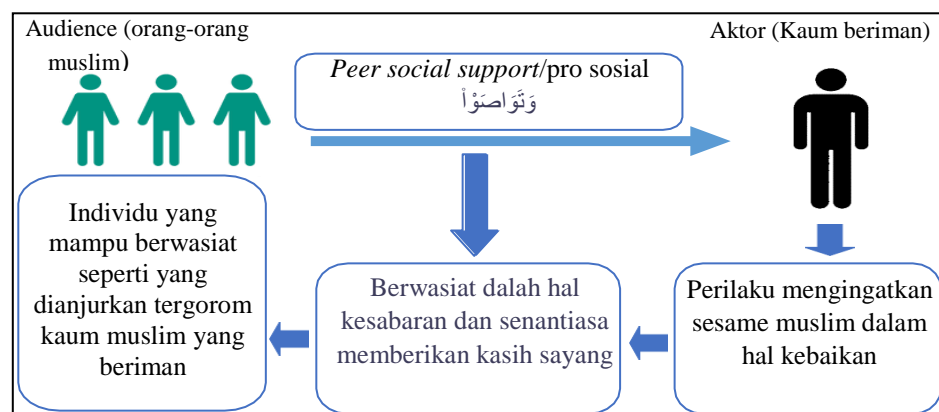 Audience (orang-orang
muslim)
Peer social support/pro sosial
وَتَوَاصَوْاْ
Aktor (Kaum beriman)
Individu yang
mampu berwasiat
seperti yang
dianjurkan tergorom
kaum muslim yang
beriman
Berwasiat dalah hal
kesabaran dan senantiasa
memberikan kasih sayang
Perilaku mengingatkan
sesame muslim dalam
hal kebaikan